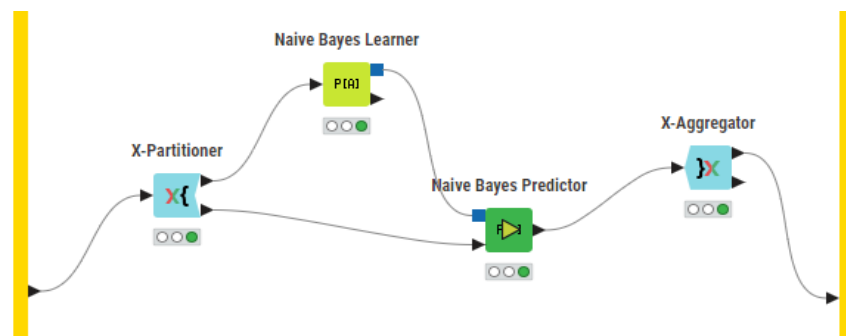 Naive Bayes Learner
P[A]
X-Partitioner
X{
X-Aggregator
}X
Naive Bayes Predictor